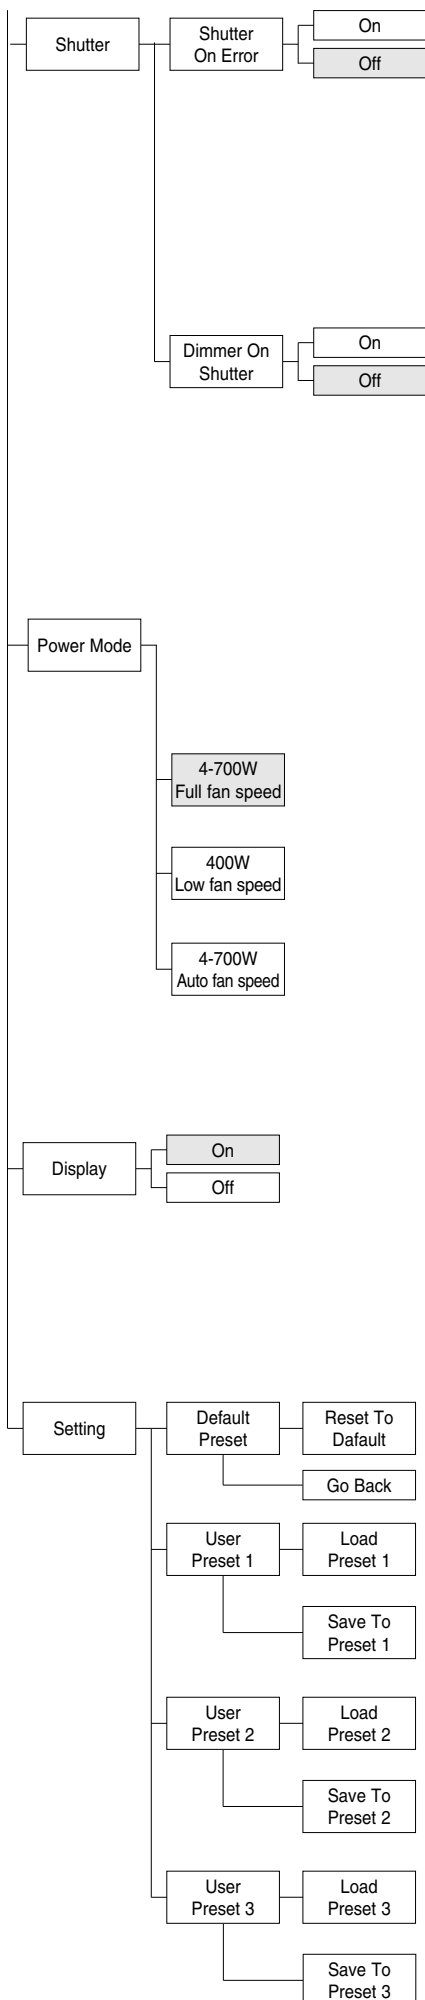 Shutter
Shutter
On Error
On
Off
Dimmer On
Shutter
On
Off
Power Mode
4-700W
Full fan speed
400W
Low fan speed
4-700W
Auto fan speed
Display
On
Off
Setting
Default
Preset
Reset To
Dafault
Go Back
User
Preset 1
Load
Preset 1
Save To
Preset 1
User
Preset 2
Load
Preset 2
Save To
Preset 2
User
Preset 3
Load
Preset 3
Save To
Preset 3